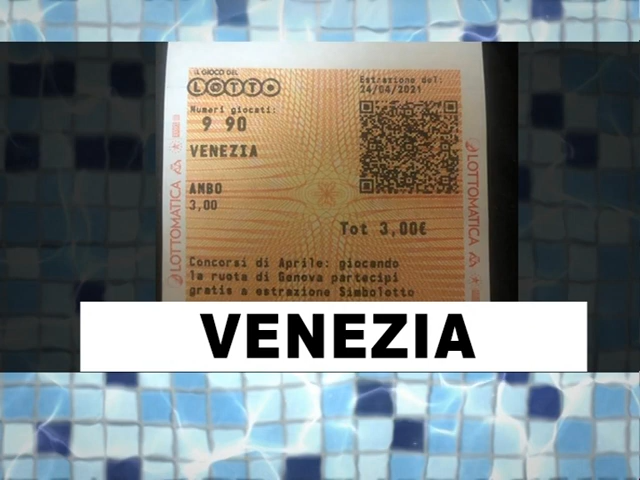 IL GIOCO DEL
LOTTO
Estrazione del:
24/04/2021
Numeri giocati:
9 90
VENEZIA
AMBO
3,00
Tot 3,00€
Concorsi di Aprile: giocando
la ruota di Genova partecipi
gratis a estrazione Simbolotto
LOTTOMATICA
LOTTOMATICA
VENEZIA